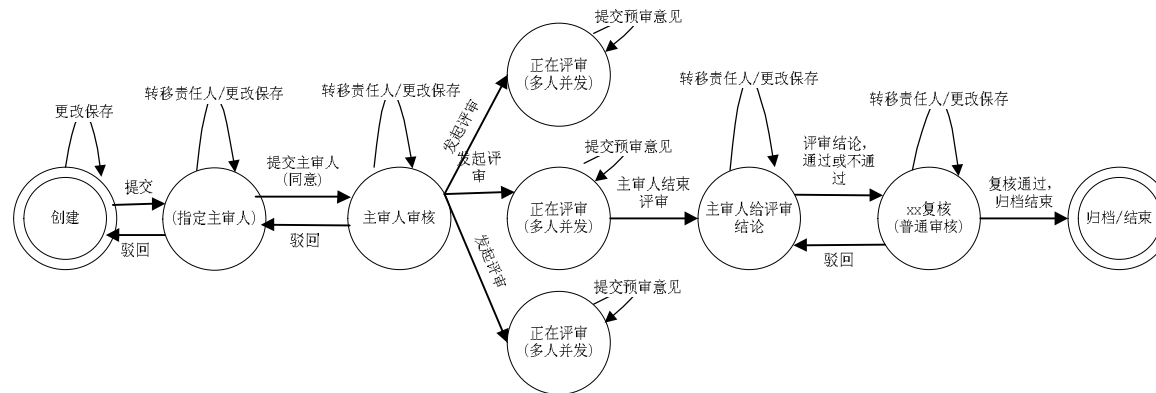 提交预审意见
正在评审
(多人并发)
更改保存
转移责任人/更改保存
转移责任人/更改保存
发起评审
转移责任人/更改保存
转移责任人/更改保存
创建
提交
驳回
(指定主审人)
提交主审人
(同意)
驳回
主审人审核
发起评
审
提交预审意见
正在评审
(多人并发)
主审人结束
评审
主审人给评审
结论
评审结论,
通过或不通
过
驳回
xx复核
(普通审核)
复核通过,
归档结束
归档/结束
发起评审
提交预审意见
正在评审
(多人并发)